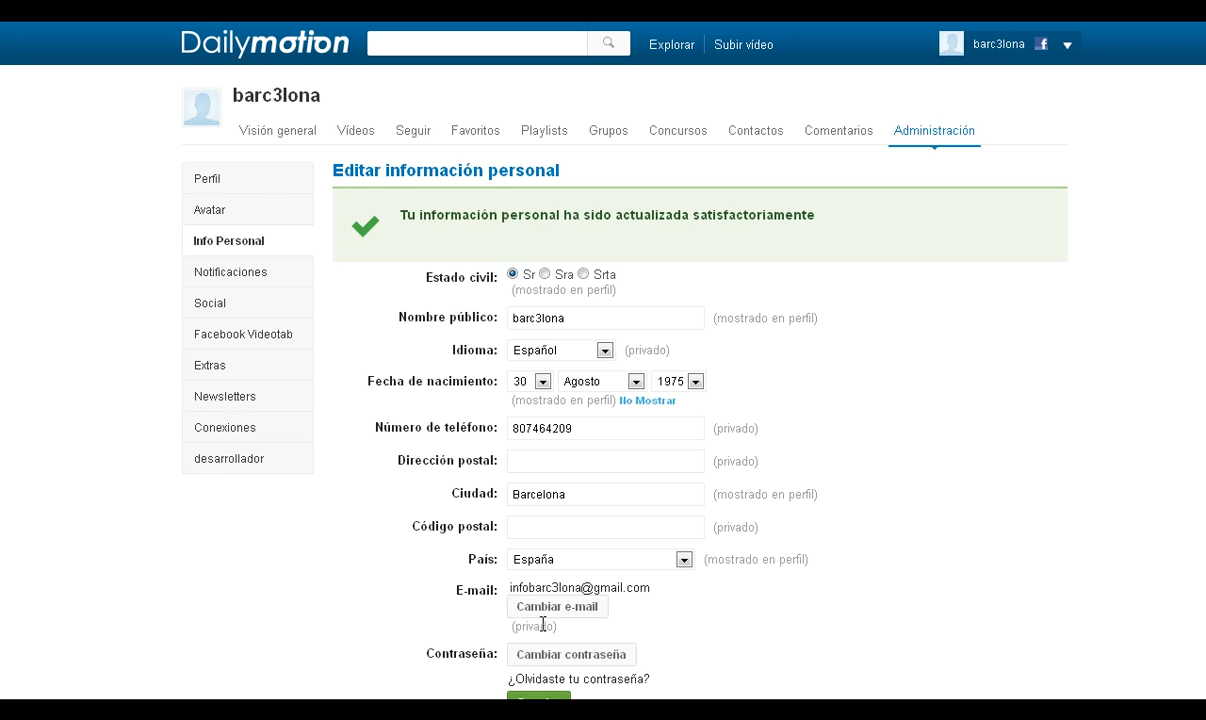 Dailymotion
Explorar
Subir vídeo
barc3lona
barc3lona
Visión general
Vídeos
Seguir
Favoritos
Playlists
Grupos
Concursos
Contactos
Comentarios
Administración
Perfil
Avatar
Info Personal
Notificaciones
Social
Facebook Videotab
Extras
Newsletters
Conexiones
desarrollador
Editar información personal
Tu información personal ha sido actualizada satisfactoriamente
Estado civil: Sr Sra Srta
(mostrado en perfil)
Nombre público: barc3lona (mostrado en perfil)
Idioma: Español (privado)
Fecha de nacimiento: 30 Agosto 1975
(mostrado en perfil) No Mostrar
Número de teléfono: 807464209 (privado)
Dirección postal: (privado)
Ciudad: Barcelona (mostrado en perfil)
Código postal: (privado)
País: España (mostrado en perfil)
E-mail: infobarc3lona@gmail.com
Cambiar e-mail
(privado)
Contraseña: Cambiar contraseña
¿Olvidaste tu contraseña?